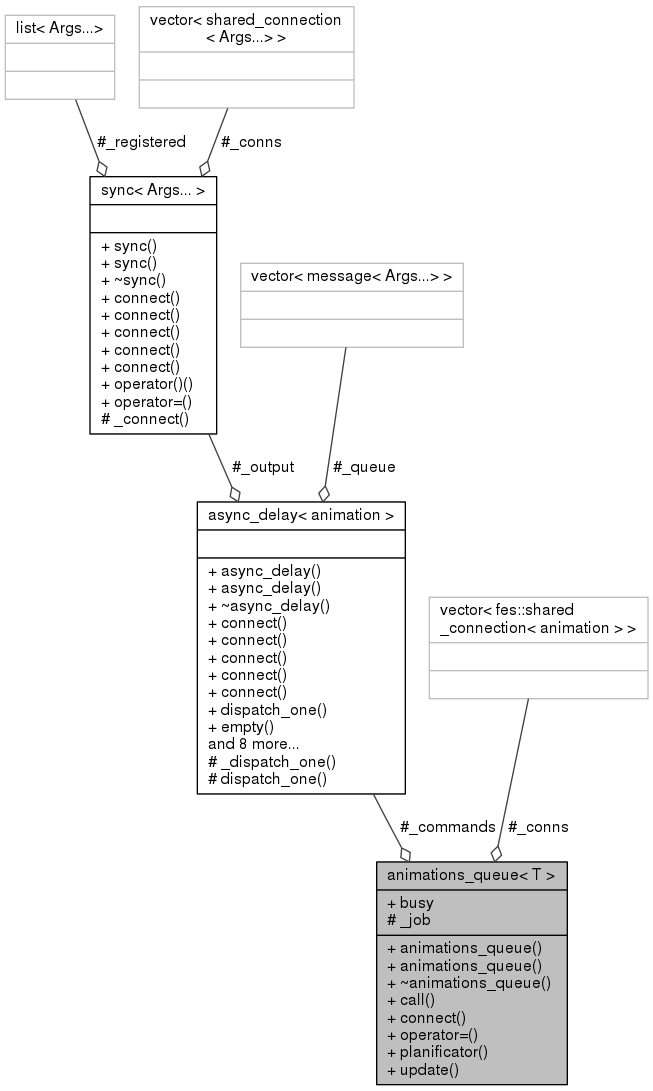 list< Args...>
vector< shared_connection
< Args...> >
#_registered
#_conns
sync< Args... >
+ sync()
+ sync()
+ ~sync()
+ connect()
+ connect()
+ connect()
+ connect()
+ connect()
+ operator()()
+ operator=()
# _connect()
vector< message< Args...> >
#_output
#_queue
async_delay< animation >
+ async_delay()
+ async_delay()
+ ~async_delay()
+ connect()
+ connect()
+ connect()
+ connect()
+ connect()
+ dispatch_one()
+ empty()
and 8 more...
# _dispatch_one()
# dispatch_one()
vector< fes::shared
_connection< animation > >
#_commands
#_conns
animations_queue< T >
+ busy
# _job
+ animations_queue()
+ animations_queue()
+ ~animations_queue()
+ call()
+ connect()
+ operator=()
+ planificator()
+ update()